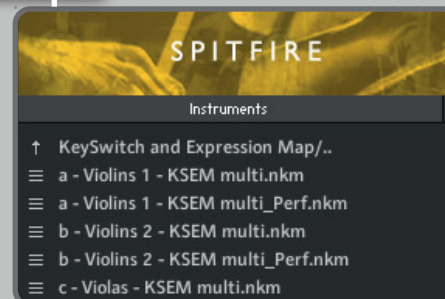 SPITFIRE
Instruments
KeySwitch and Expression Map/..
a - Violins 1 - KSEM multi.nkm
a - Violins 1 - KSEM multi_Perf.nkm
b - Violins 2 - KSEM multi.nkm
b - Violins 2 - KSEM multi_Perf.nkm
c - Violas - KSEM multi.nkm